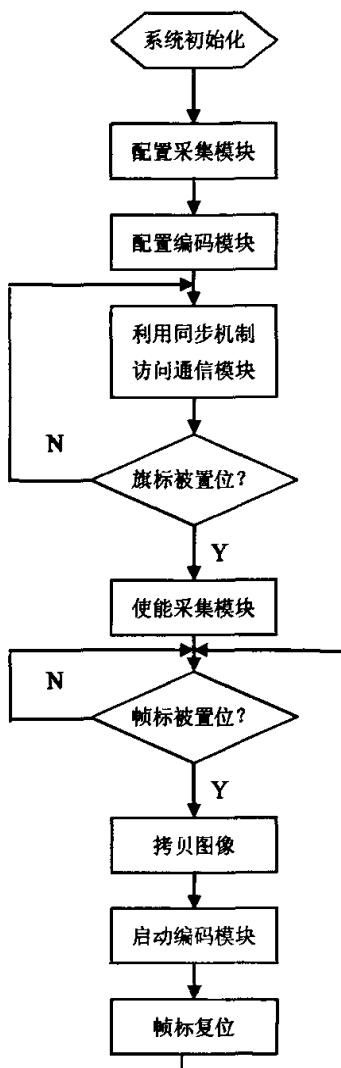 系统初始化
配置采集模块
配置编码模块
利用同步机制
访问通信模块
N
旗标被置位?
Y
使能采集模块
N
帧标被置位?
Y
拷贝图像
启动编码模块
帧标复位